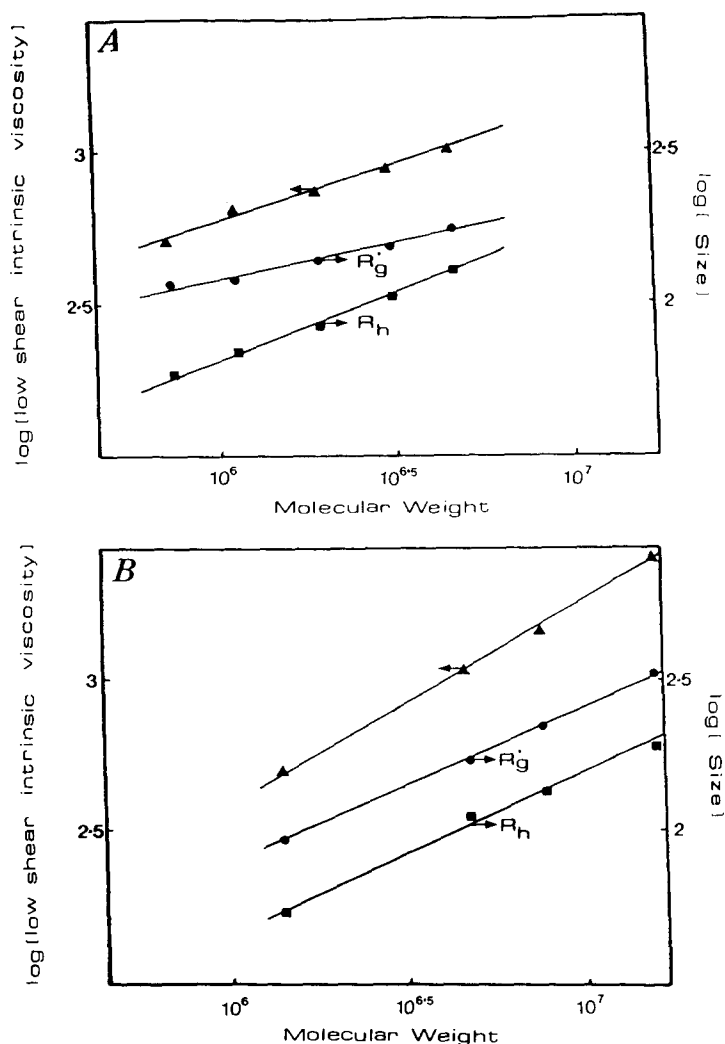 A
log[low shear intrinsic viscosity]
3
2·5
2·5
2
log[ Size ]
R·g
Rh
10^6
10^6·5
10^7
Molecular Weight
B
log[low shear intrinsic viscosity]
3
2·5
2·5
2
log[ Size ]
R·g
Rh
10^6
10^6·5
10^7
Molecular Weight